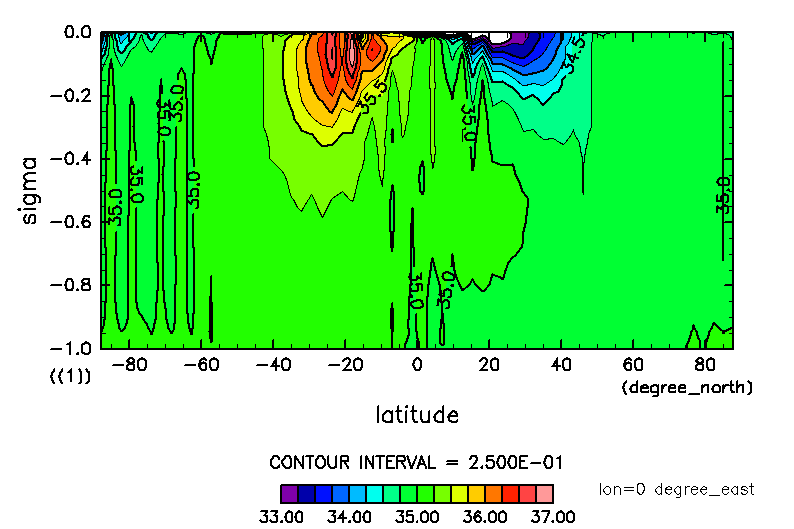 0.0
34.5
−0.2
35.5
35.0 35.0 35.0
−0.4
sigma
35.0 35.0 35.0 35.0
−0.6
−0.8
35.0 35.0
−1.0
−80 −60 −40 −20 0 20 40 60 80
((1))
(degree_north)
latitude
CONTOUR INTERVAL = 2.500E−01
lon=0 degree_east
33.00 34.00 35.00 36.00 37.00